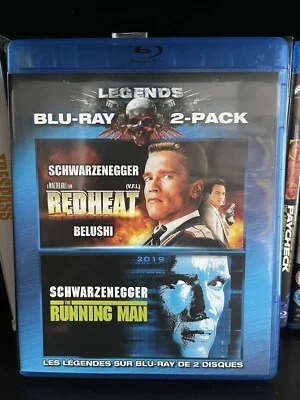 LEGENDS
BLU-RAY 2-PACK
SCHWARZENEGGER
(V.F.I.)
RED HEAT
BELUSHI
2019
SCHWARZENEGGER
THE
RUNNING MAN
LES LÉGENDES SUR BLU-RAY DE 2 DISQUES
PAYCHECK